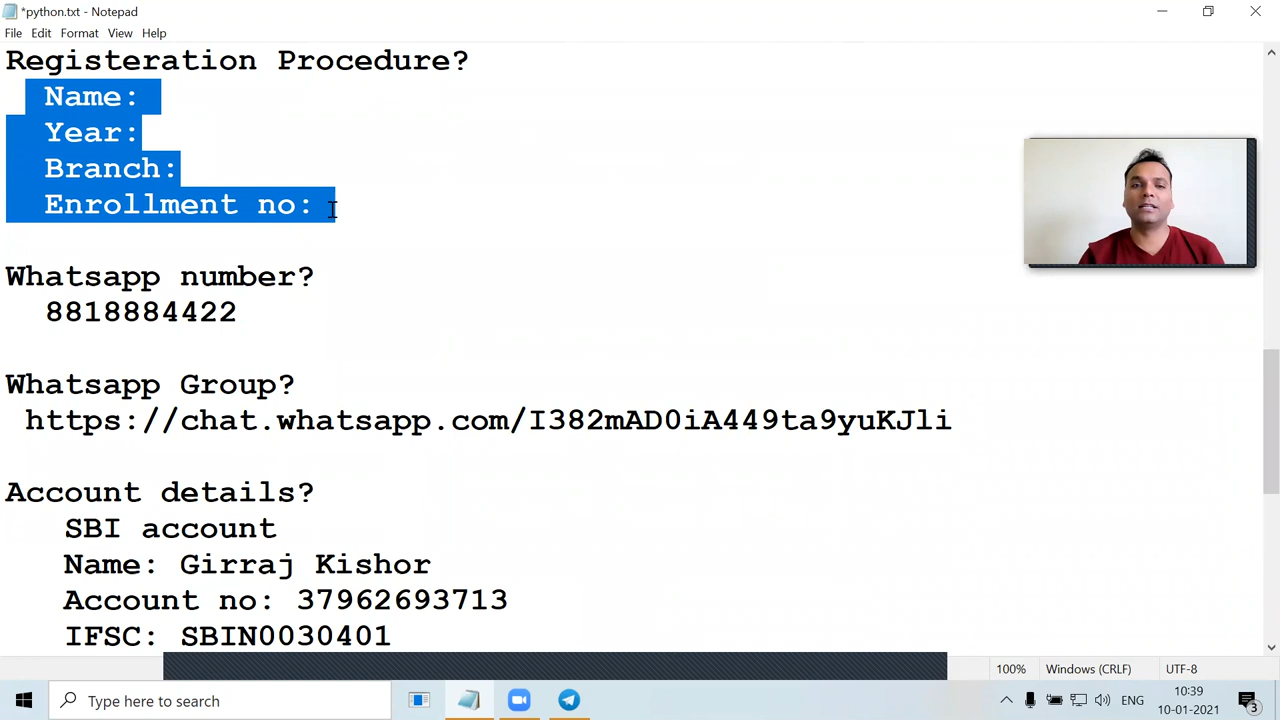 *python.txt - Notepad
File Edit Format View Help
Registeration Procedure?
Name:
Year:
Branch:
Enrollment no:
Whatsapp number?
8818884422
Whatsapp Group?
https://chat.whatsapp.com/I382mAD0iA449ta9yuKJli
Account details?
SBI account
Name: Girraj Kishor
Account no: 37962693713
IFSC: SBIN0030401
100% Windows (CRLF) UTF-8
Type here to search
ENG
10:39
10-01-2021
3